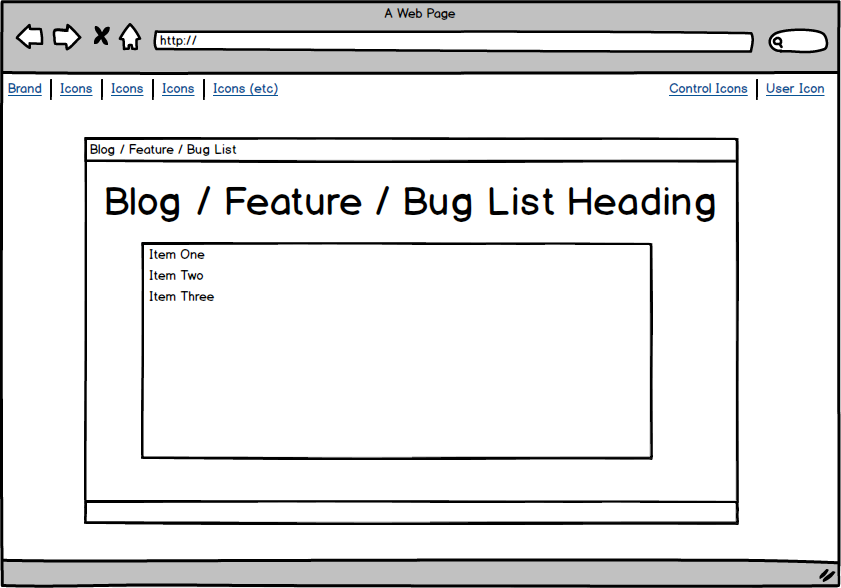 A Web Page
http://
Brand Icons Icons Icons Icons (etc) Control Icons User Icon
Blog / Feature / Bug List
Blog / Feature / Bug List Heading
Item One
Item Two
Item Three